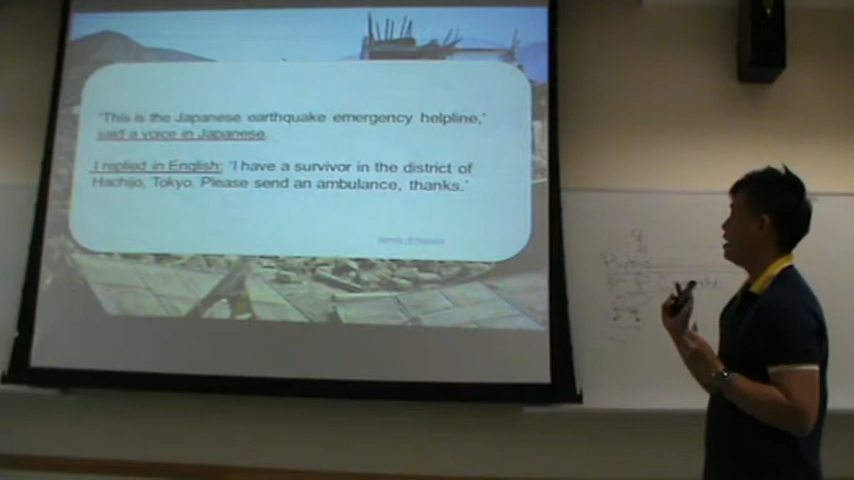 'This is the Japanese earthquake emergency helpline,'
said a voice in Japanese.
I replied in English: 'I have a survivor in the district of
Hachijo, Tokyo. Please send an ambulance, thanks.'